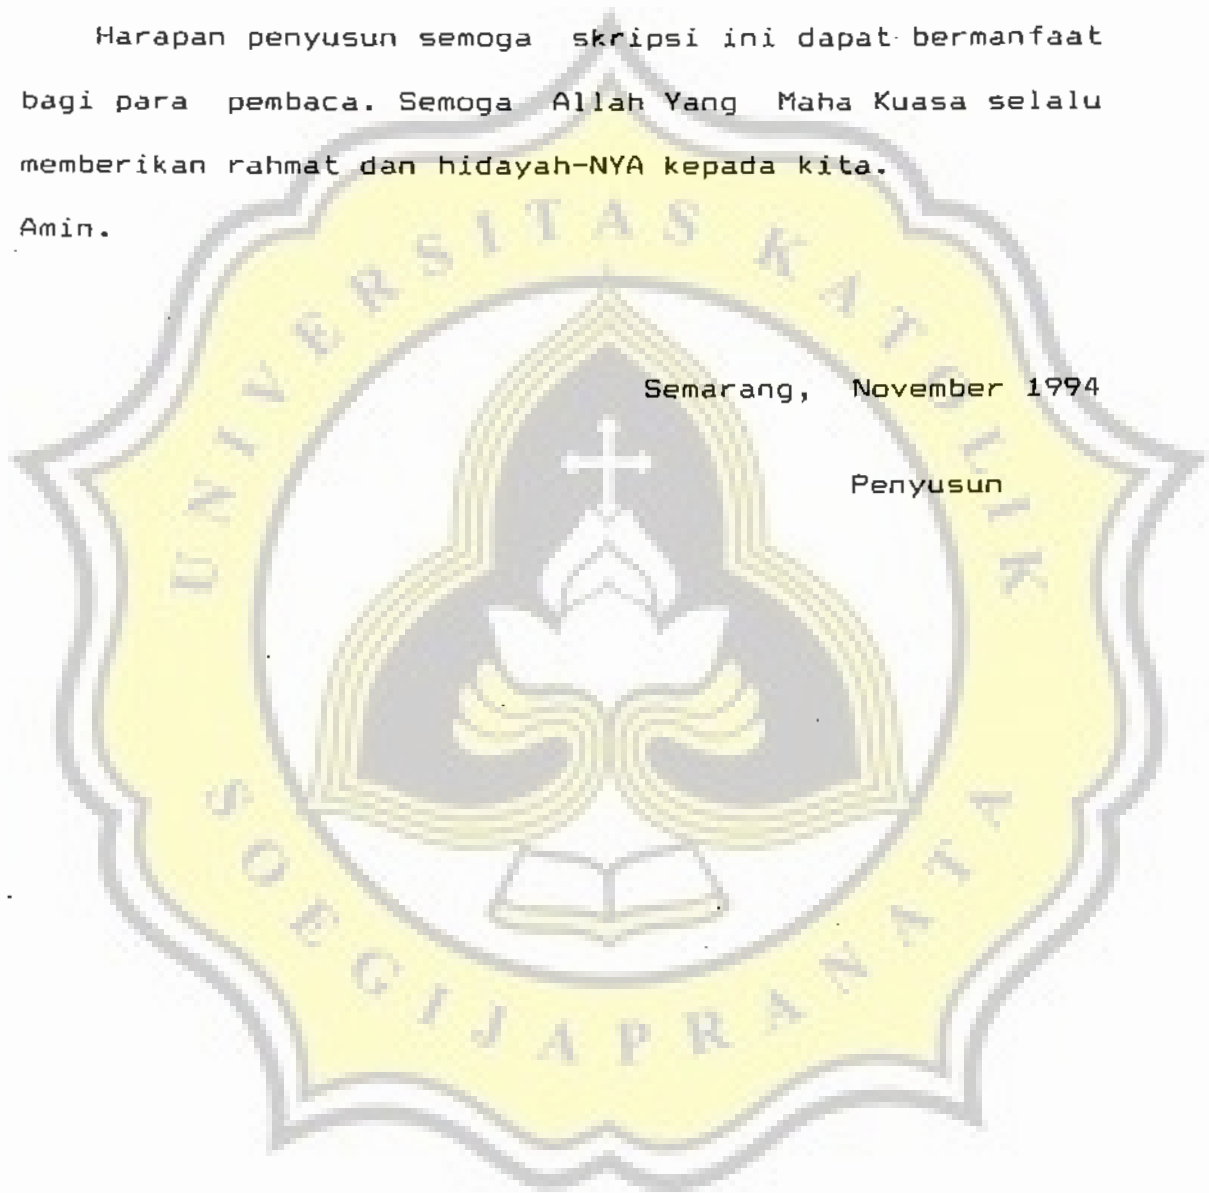 Harapan penyusun semoga skripsi ini dapat bermanfaat
bagi para pembaca. Semoga Allah Yang Maha Kuasa selalu
memberikan rahmat dan hidayah-NYA kepada kita.
Amin.
Semarang, November 1994
Penyusun
UNIVERSITAS KATOLIK
SOEGIJAPRANATA